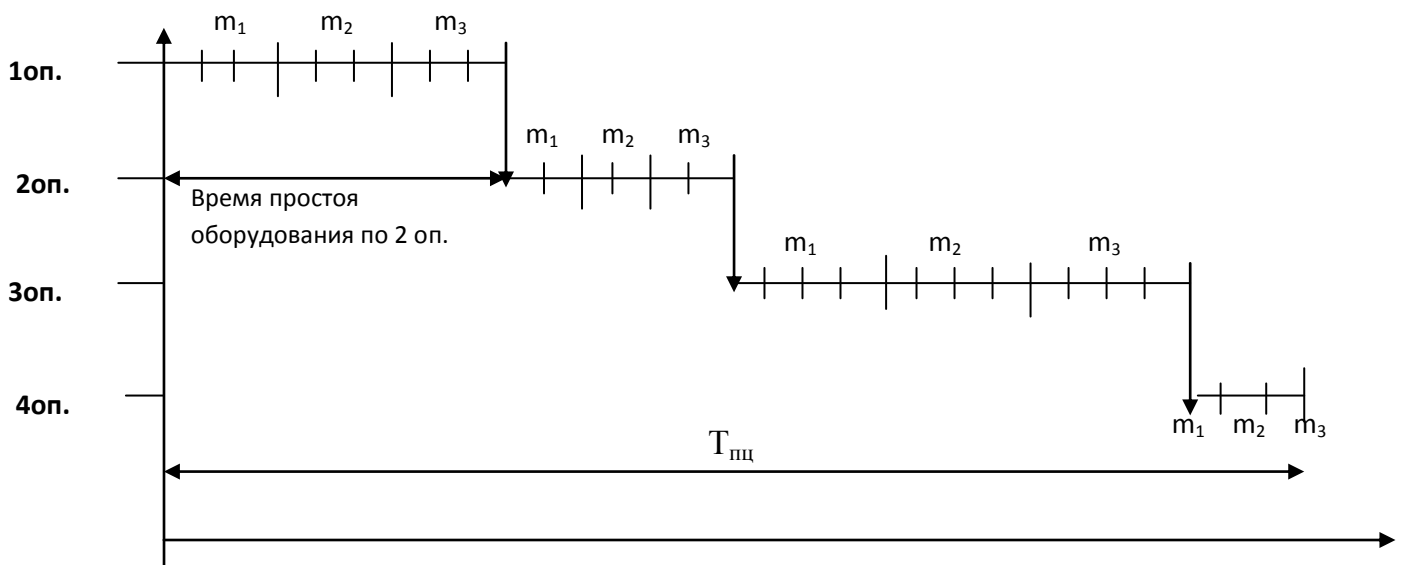 m₁ m₂ m₃
1оп.
m₁ m₂ m₃
2оп.
Время простоя
оборудования по 2 оп.
m₁ m₂ m₃
3оп.
4оп.
m₁ m₂ m₃
Tпц